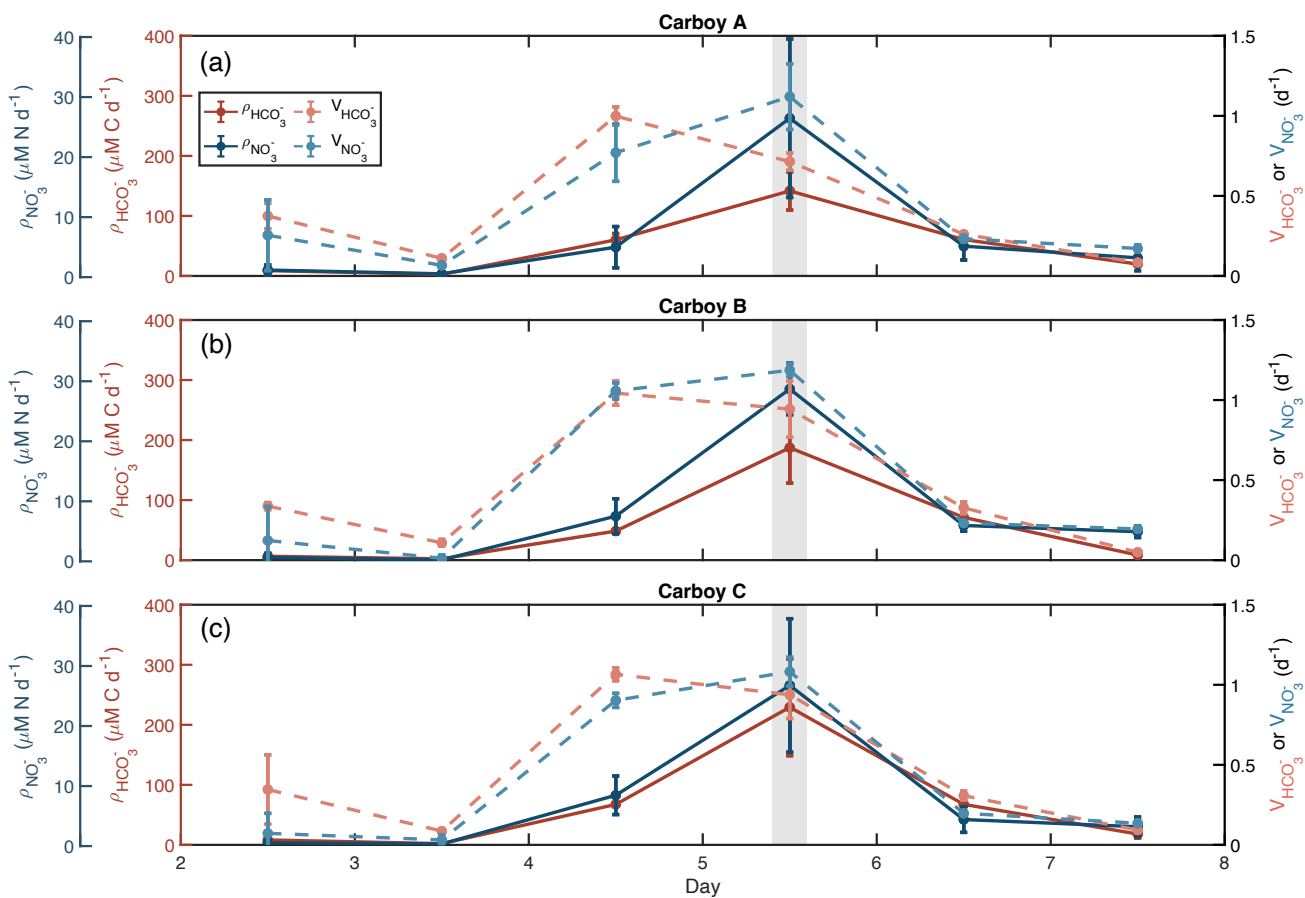 Carboy A
(a)
ρHCO3- VHCO3-
ρNO3- VNO3-
ρNO3- (μM N d-1)
40
30
20
10
0
ρHCO3- (μM C d-1)
400
300
200
100
0
1.5
1
0.5
0
VHCO3- or VNO3- (d-1)
Carboy B
(b)
ρNO3- (μM N d-1)
40
30
20
10
0
ρHCO3- (μM C d-1)
400
300
200
100
0
1.5
1
0.5
0
VHCO3- or VNO3- (d-1)
Carboy C
(c)
ρNO3- (μM N d-1)
40
30
20
10
0
ρHCO3- (μM C d-1)
400
300
200
100
0
1.5
1
0.5
0
VHCO3- or VNO3- (d-1)
2 3 4 5 6 7 8
Day